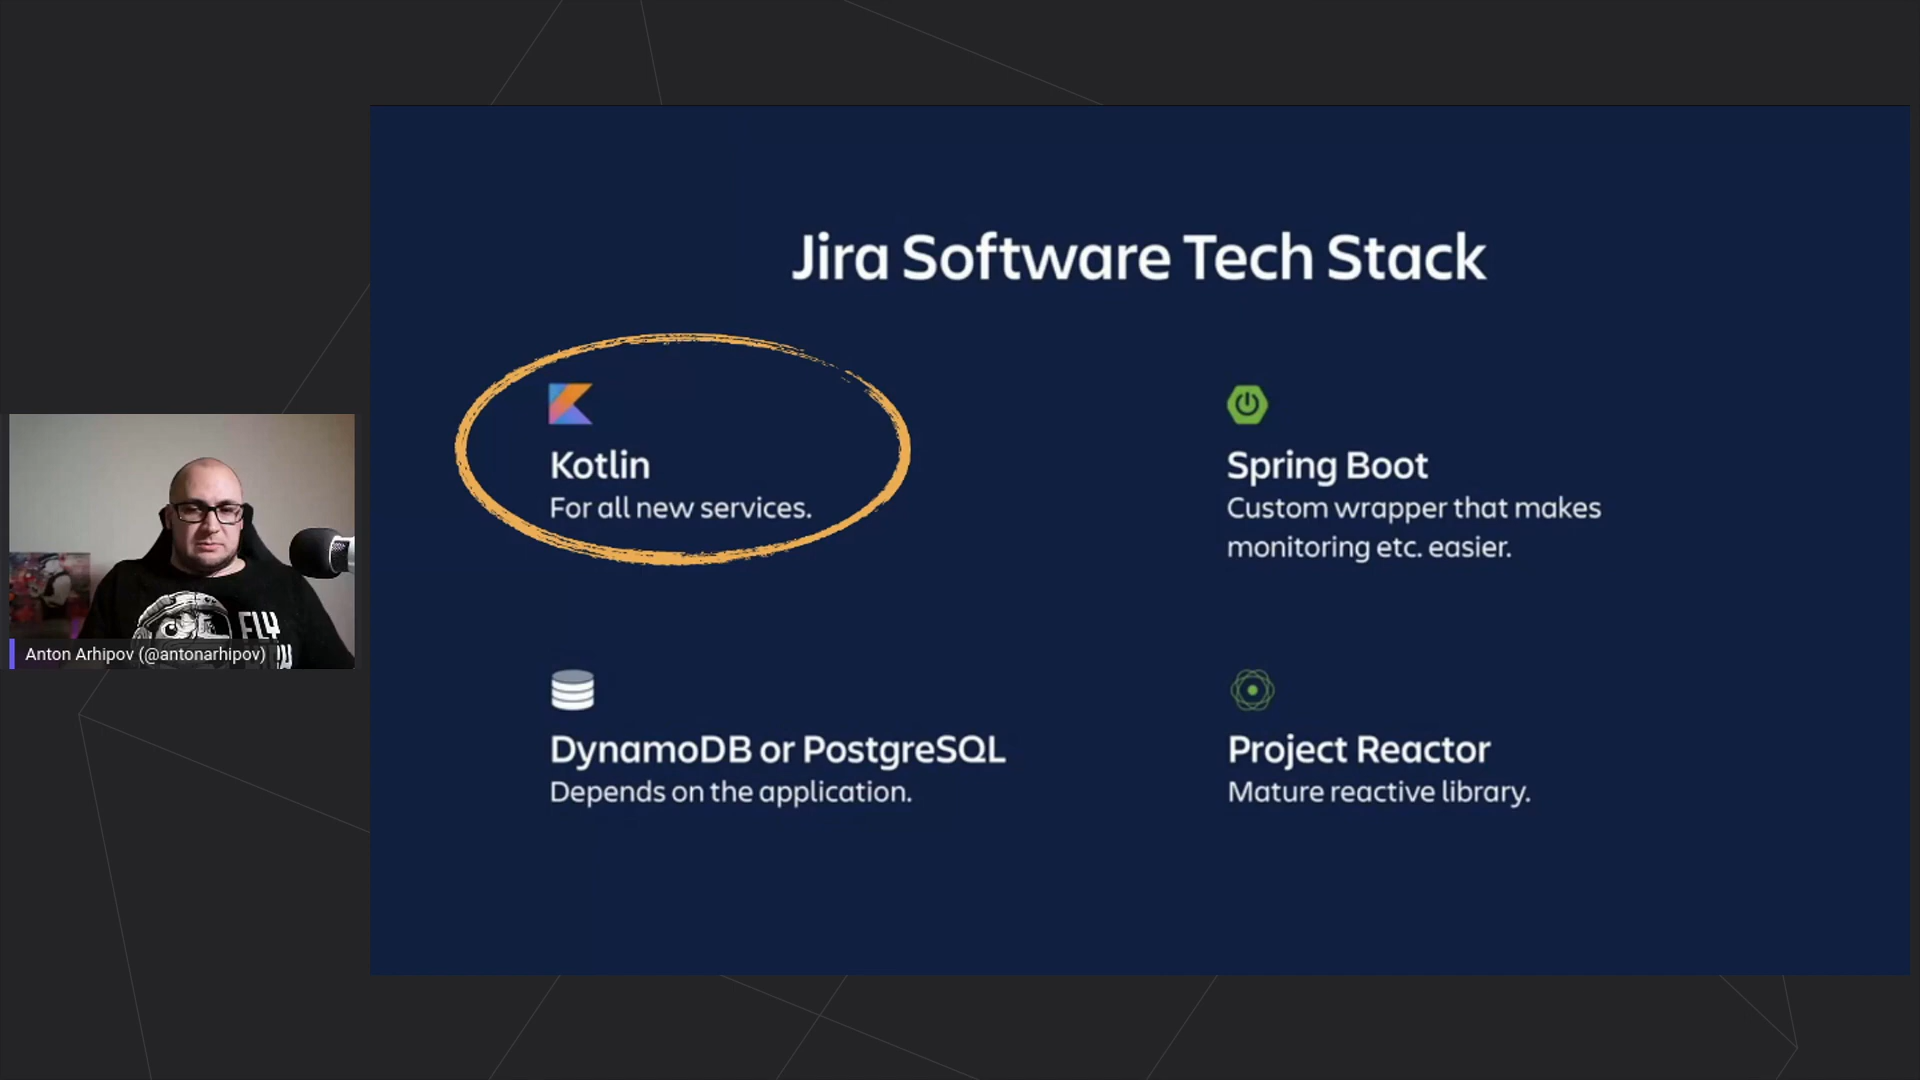 Jira Software Tech Stack
Kotlin
For all new services.
Spring Boot
Custom wrapper that makes
monitoring etc. easier.
DynamoDB or PostgreSQL
Depends on the application.
Project Reactor
Mature reactive library.
FLY
Anton Arhipov (@antonarhipov)